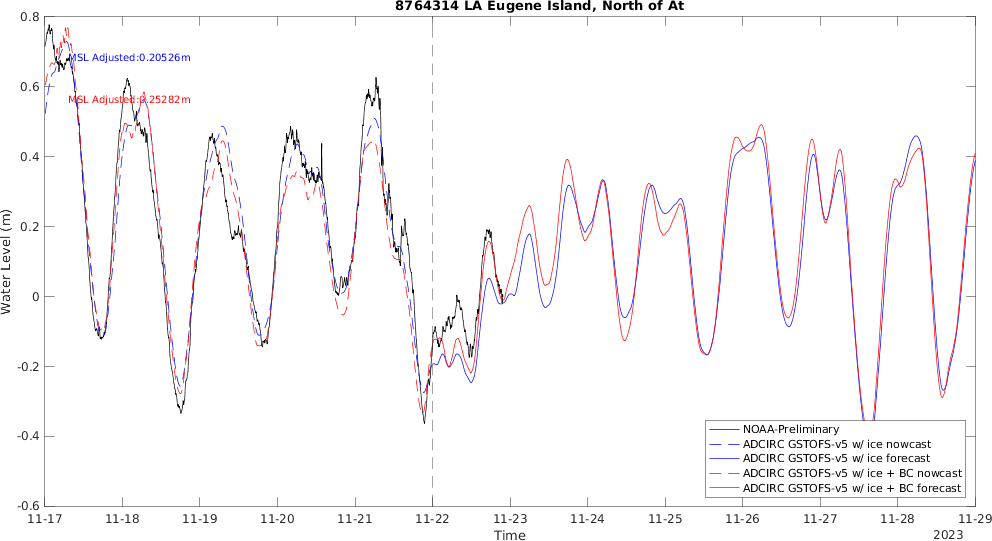 8764314 LA Eugene Island, North of At
MSL Adjusted:0.20526m
MSL Adjusted:0.25282m
Water Level (m)
0.8
0.6
0.4
0.2
0
-0.2
-0.4
-0.6
NOAA-Preliminary
ADCIRC GSTOFS-v5 w/ ice nowcast
ADCIRC GSTOFS-v5 w/ ice forecast
ADCIRC GSTOFS-v5 w/ ice + BC nowcast
ADCIRC GSTOFS-v5 w/ ice + BC forecast
11-17 11-18 11-19 11-20 11-21 11-22 11-23 11-24 11-25 11-26 11-27 11-28 11-29
Time
2023